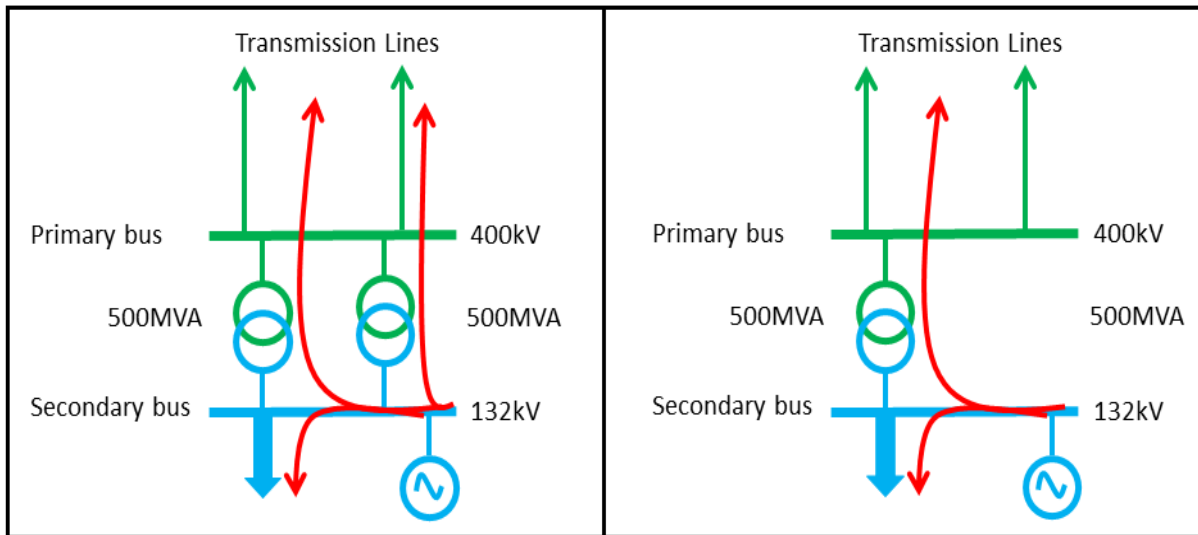 Transmission Lines
Primary bus
400kV
500MVA
500MVA
Secondary bus
132kV
Transmission Lines
Primary bus
400kV
500MVA
500MVA
Secondary bus
132kV